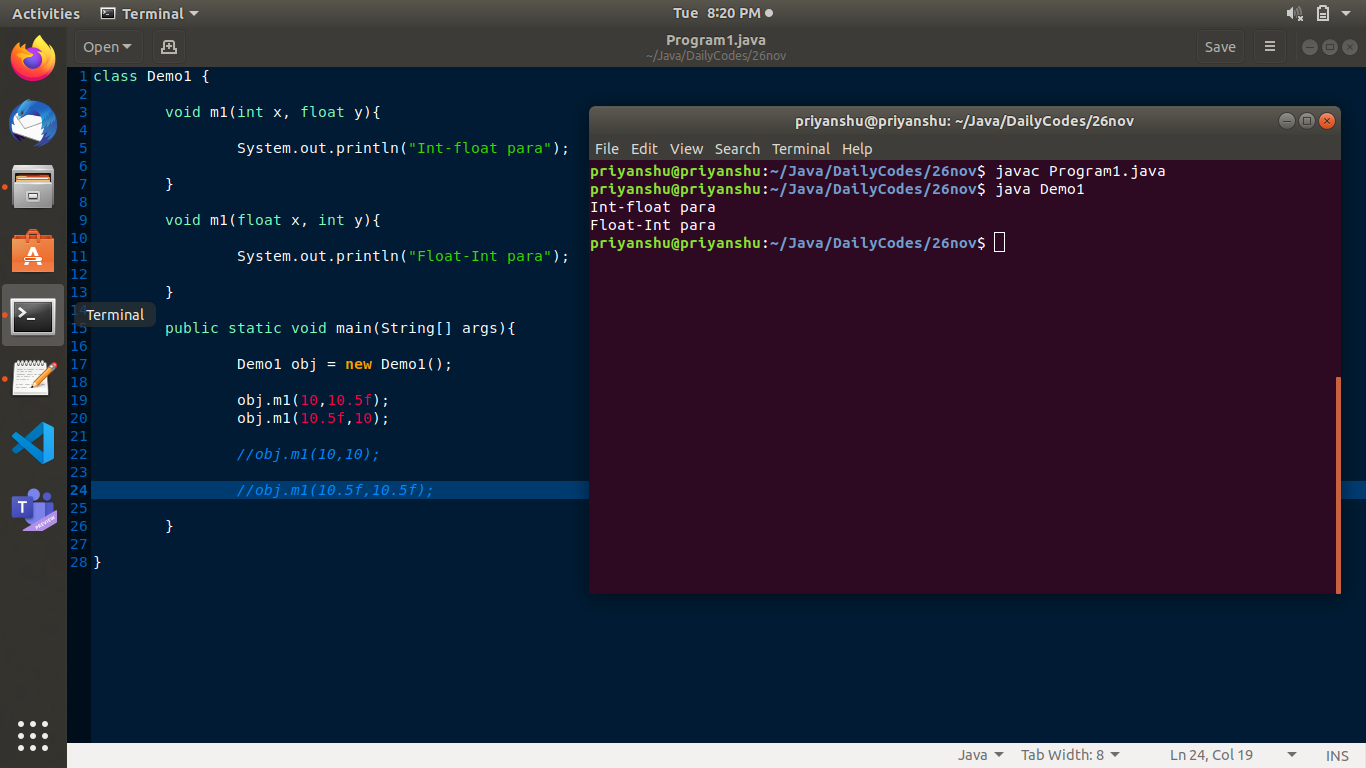 Activities Terminal Tue 8:20 PM
Open Program1.java Save
~/Java/DailyCodes/26nov
1 class Demo1 {
2
3 void m1(int x, float y){
4
5 System.out.println("Int-float para");
6
7 }
8
9 void m1(float x, int y){
10
11 System.out.println("Float-Int para");
12
13 }
14
Terminal
15 public static void main(String[] args){
16
17 Demo1 obj = new Demo1();
18
19 obj.m1(10,10.5f);
20 obj.m1(10.5f,10);
21
22 //obj.m1(10,10);
23
24 //obj.m1(10.5f,10.5f);
25
26 }
27
28 }
priyanshu@priyanshu: ~/Java/DailyCodes/26nov
File Edit View Search Terminal Help
priyanshu@priyanshu:~/Java/DailyCodes/26nov$ javac Program1.java
priyanshu@priyanshu:~/Java/DailyCodes/26nov$ java Demo1
Int-float para
Float-Int para
priyanshu@priyanshu:~/Java/DailyCodes/26nov$
T
PREVIEW
Java Tab Width: 8 Ln 24, Col 19 INS